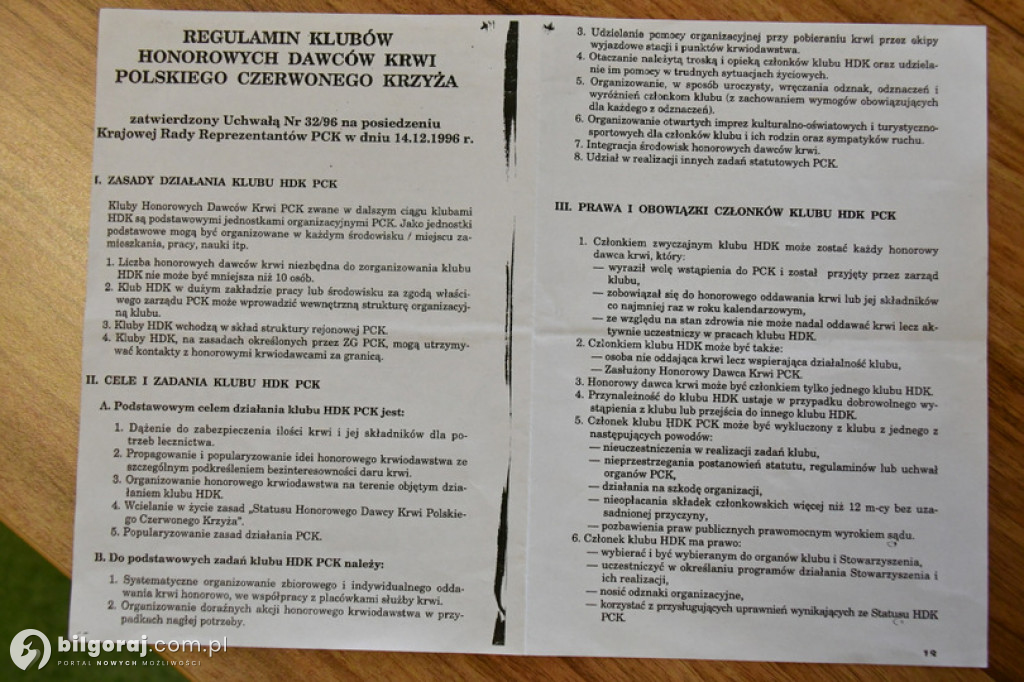 REGULAMIN KLUBÓW
HONOROWYCH DAWCÓW KRWI
POLSKIEGO CZERWONEGO KRZYŻA
zatwierdzony Uchwałą Nr 32/96 na posiedzeniu
Krajowej Rady Reprezentantów PCK w dniu 14.12.1996 r.
I. ZASADY DZIAŁANIA KLUBU HDK PCK
Kluby Honorowych Dawców Krwi PCK zwane w dalszym ciągu klubami
HDK są podstawowymi jednostkami organizacyjnymi PCK. Jako jednostki
podstawowe mogą być organizowane w każdym środowisku / miejscu za-
mieszkania, pracy, nauki itp.
1. Liczba honorowych dawców krwi niezbędna do zorganizowania klubu
HDK nie może być mniejsza niż 10 osób.
2. Klub HDK w dużym zakładzie pracy lub środowisku za zgodą właści-
wego zarządu PCK może wprowadzić wewnętrzną strukturę organizacyj-
ną klubu.
3. Kluby HDK wchodzą w skład struktury rejonowej PCK.
4. Kluby HDK, na zasadach określonych przez ZG PCK, mogą utrzymy-
wać kontakty z honorowymi krwiodawcami za granicą.
II. CELE I ZADANIA KLUBU HDK PCK
A. Podstawowym celem działania klubu HDK PCK jest:
1. Dążenie do zabezpieczenia ilości krwi i jej składników dla po-
trzeb lecznictwa.
2. Propagowanie i popularyzowanie idei honorowego krwiodawstwa ze
szczególnym podkreśleniem bezinteresowności daru krwi.
3. Organizowanie honorowego krwiodawstwa na terenie objętym dzia-
łaniem klubu HDK.
4. Wcielanie w życie zasad „Statusu Honorowego Dawcy Krwi Polskie-
go Czerwonego Krzyża”.
5. Popularyzowanie zasad działania PCK.
B. Do podstawowych zadań klubu HDK PCK należy:
1. Systematyczne organizowanie zbiorowego i indywidualnego odda-
wania krwi honorowo, we współpracy z placówkami służby krwi.
2. Organizowanie doraźnych akcji honorowego krwiodawstwa w przy-
padkach nagłej potrzeby.
3. Udzielanie pomocy organizacyjnej przy pobieraniu krwi przez ekipy
wyjazdowe stacji i punktów krwiodawstwa.
4. Otaczanie należytą troską i opieką członków klubu HDK oraz udziela-
nie im pomocy w trudnych sytuacjach życiowych.
5. Organizowanie, w sposób uroczysty, wręczania odznak, odznaczeń i
wyróżnień członkom klubu (z zachowaniem wymogów obowiązujących
dla każdego z odznaczeń).
6. Organizowanie otwartych imprez kulturalno-oświatowych i turystyczno-
sportowych dla członków klubu i ich rodzin oraz sympatyków ruchu.
7. Integracja środowisk honorowych dawców krwi.
8. Udział w realizacji innych zadań statutowych PCK.
III. PRAWA I OBOWIĄZKI CZŁONKÓW KLUBU HDK PCK
1. Członkiem zwyczajnym klubu HDK może zostać każdy honorowy
dawca krwi, który:
— wyraził wolę wstąpienia do PCK i został przyjęty przez zarząd
klubu,
— zobowiązał się do honorowego oddawania krwi lub jej składników
co najmniej raz w roku kalendarzowym,
— ze względu na stan zdrowia nie może nadal oddawać krwi lecz ak-
tywnie uczestniczy w pracach klubu HDK.
2. Członkiem klubu HDK może być także:
— osoba nie oddająca krwi lecz wspierająca działalność klubu,
— Zasłużony Honorowy Dawca Krwi PCK.
3. Honorowy dawca krwi może być członkiem tylko jednego klubu HDK.
4. Przynależność do klubu HDK ustaje w przypadku dobrowolnego wy-
stąpienia z klubu lub przejścia do innego klubu HDK.
5. Członek klubu HDK PCK może być wykluczony z klubu z jednego z
następujących powodów:
— nieuczestniczenia w realizacji zadań klubu,
— nieprzestrzegania postanowień statutu, regulaminów lub uchwał
organów PCK,
— działania na szkodę organizacji,
— nieopłacania składek członkowskich więcej niż 12 m-cy bez uza-
sadnionej przyczyny,
— pozbawienia praw publicznych prawomocnym wyrokiem sądu.
6. Członek klubu HDK ma prawo:
— wybierać i być wybieranym do organów klubu i Stowarzyszenia,
— uczestniczyć w określaniu programów działania Stowarzyszenia i
ich realizacji,
— nosić odznaki organizacyjne,
— korzystać z przysługujących uprawnień wynikających ze Statusu HDK
PCK.
bilgoraj.com.pl
PORTAL NOWYCH MOŻLIWOŚCI